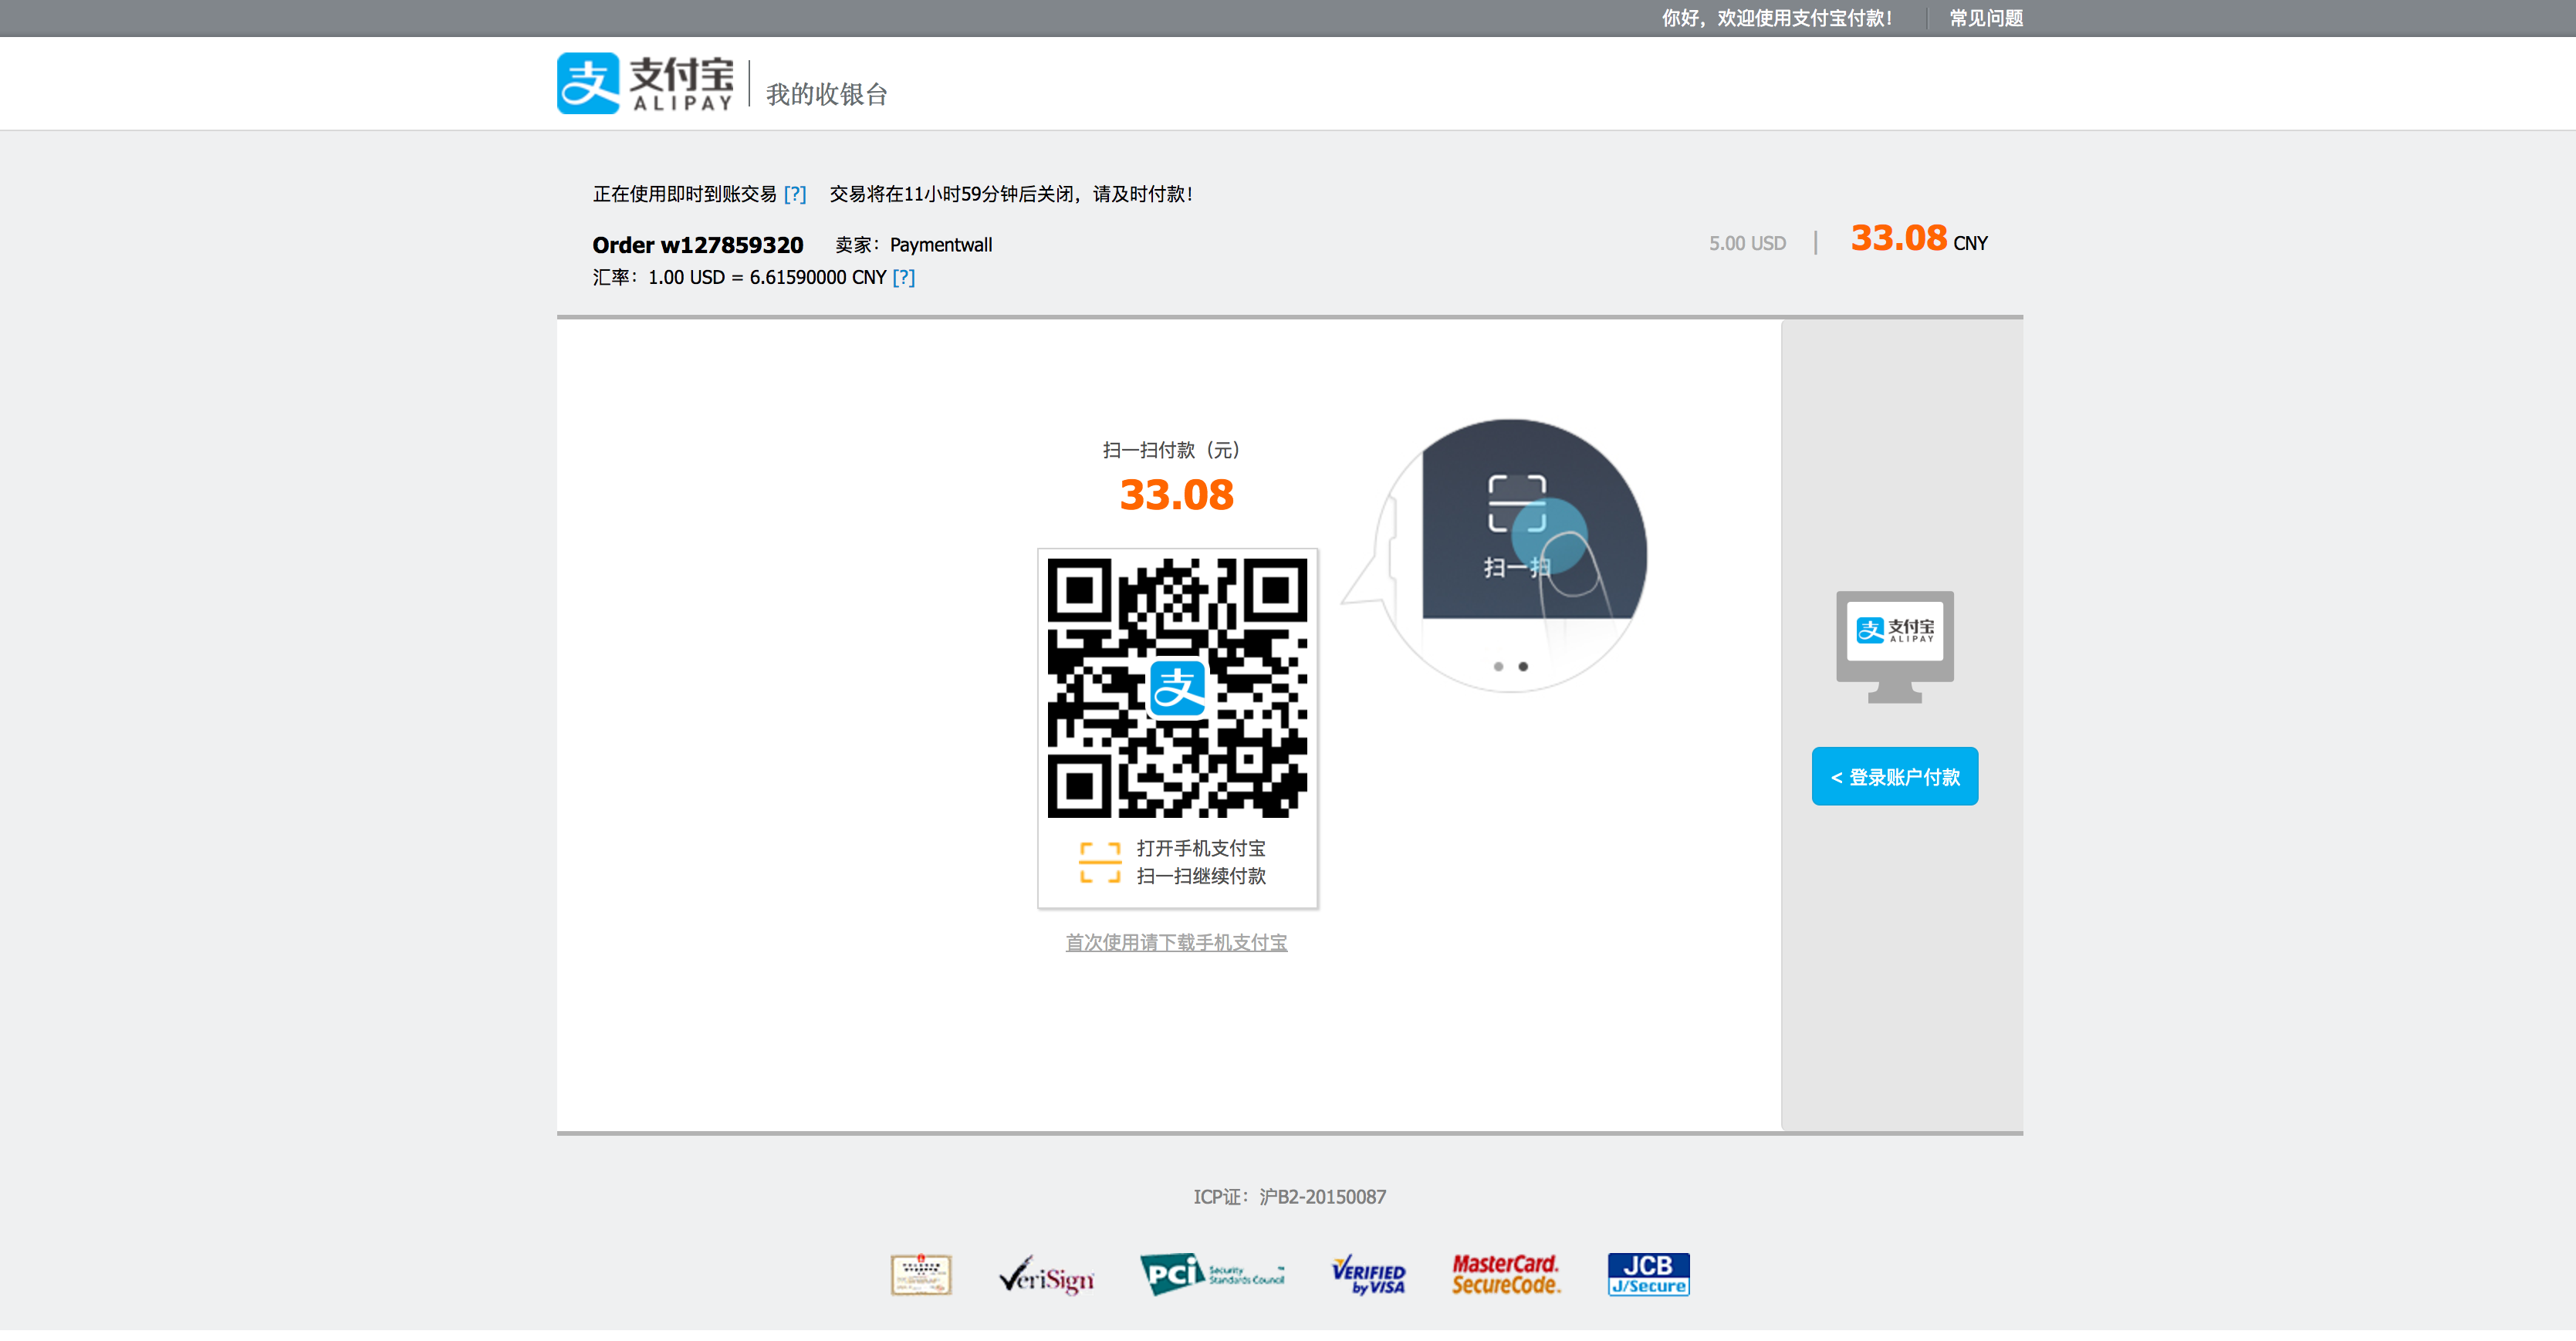 你好，欢迎使用支付宝付款！ 常见问题
支付宝 ALIPAY 我的收银台
正在使用即时到账交易 [?] 交易将在11小时59分钟后关闭，请及时付款！
Order w127859320 卖家：Paymentwall 5.00 USD | 33.08 CNY
汇率：1.00 USD = 6.61590000 CNY [?]
扫一扫付款（元）
33.08
扫一扫
支付宝
ALIPAY
< 登录账户付款
打开手机支付宝
扫一扫继续付款
首次使用请下载手机支付宝
ICP证：沪B2-20150087
VeriSign PCI Security Standards Council VERIFIED by VISA MasterCard. SecureCode. JCB J/Secure